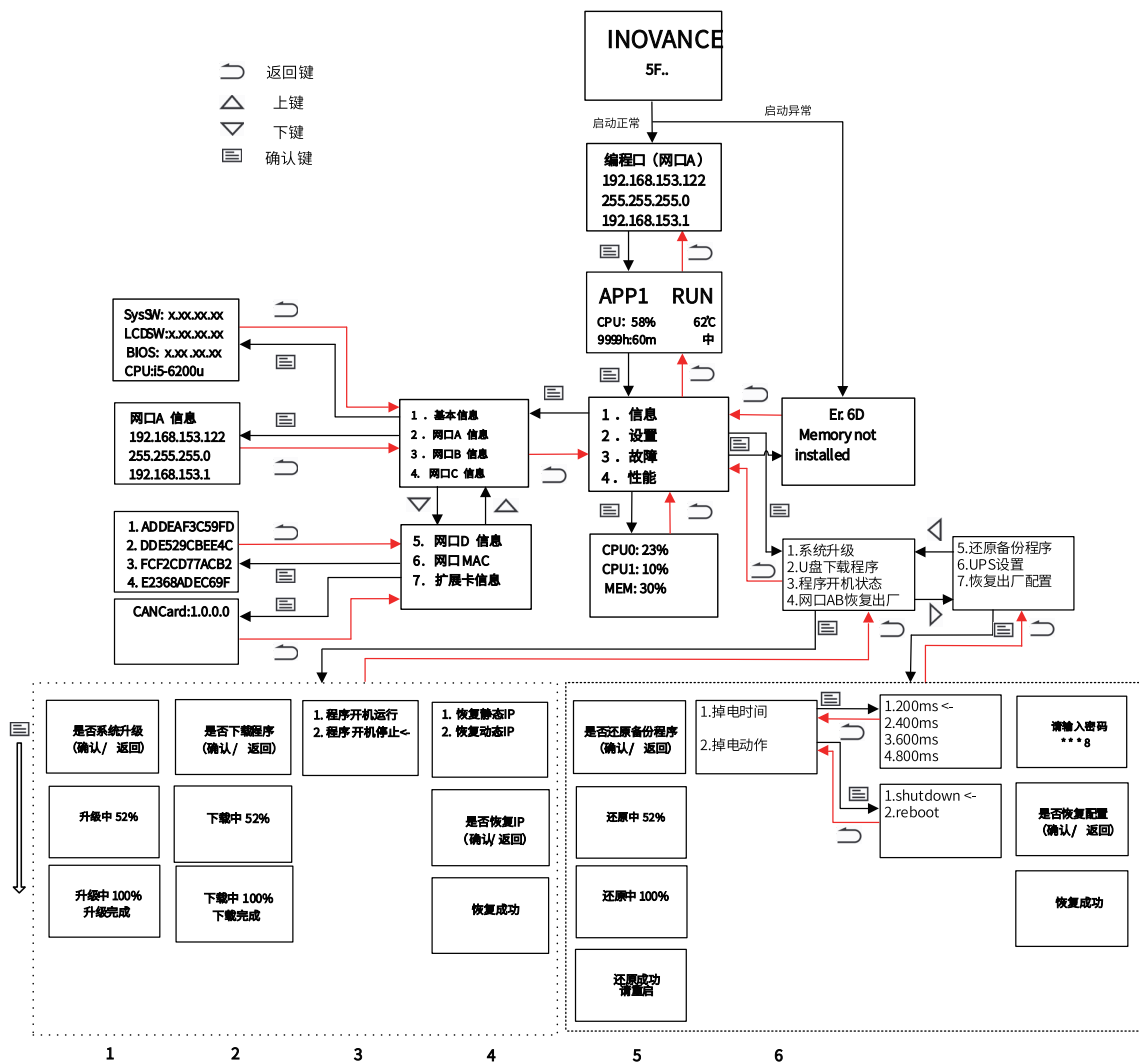 INOVANCE
5F..
返回键
上键
下键
确认键
启动正常
启动异常
编程口（网口A）
192.168.153.122
255.255.255.0
192.168.153.1
APP1 RUN
CPU: 58% 62℃
9999h:60m 中
SysSW: x.xx.xx.xx
LCDSW:x.xx.xx.xx
BIOS: x.xx .xx.xx
CPU:i5-6200u
网口A 信息
192.168.153.122
255.255.255.0
192.168.153.1
1. ADDEAF3C59FD
2. DDE529CBEE4C
3. FCF2CD77ACB2
4. E2368ADEC69F
CANCard:1.0.0.0
1．基本信息
2．网口A 信息
3．网口B 信息
4. 网口C 信息
5. 网口D 信息
6. 网口 MAC
7. 扩展卡信息
1．信息
2．设置
3．故障
4．性能
CPU0: 23%
CPU1: 10%
MEM: 30%
Er. 6D
Memory not
installed
1.系统升级
2.U盘下载程序
3.程序开机状态
4.网口AB恢复出厂
5.还原备份程序
6.UPS设置
7.恢复出厂配置
是否系统升级
（确认/ 返回）
升级中 52%
升级中 100%
升级完成
是否下载程序
（确认/ 返回）
下载中 52%
下载中 100%
下载完成
1. 程序开机运行
2. 程序开机停止<-
1. 恢复静态IP
2. 恢复动态IP
是否恢复IP
（确认/ 返回）
恢复成功
是否还原备份程序
（确认/ 返回）
还原中 52%
还原中 100%
还原成功
请重启
1.掉电时间
2.掉电动作
1.200ms <-
2.400ms
3.600ms
4.800ms
1.shutdown <-
2.reboot
请输入密码
* * * 8
是否恢复配置
（确认/ 返回）
恢复成功
1
2
3
4
5
6